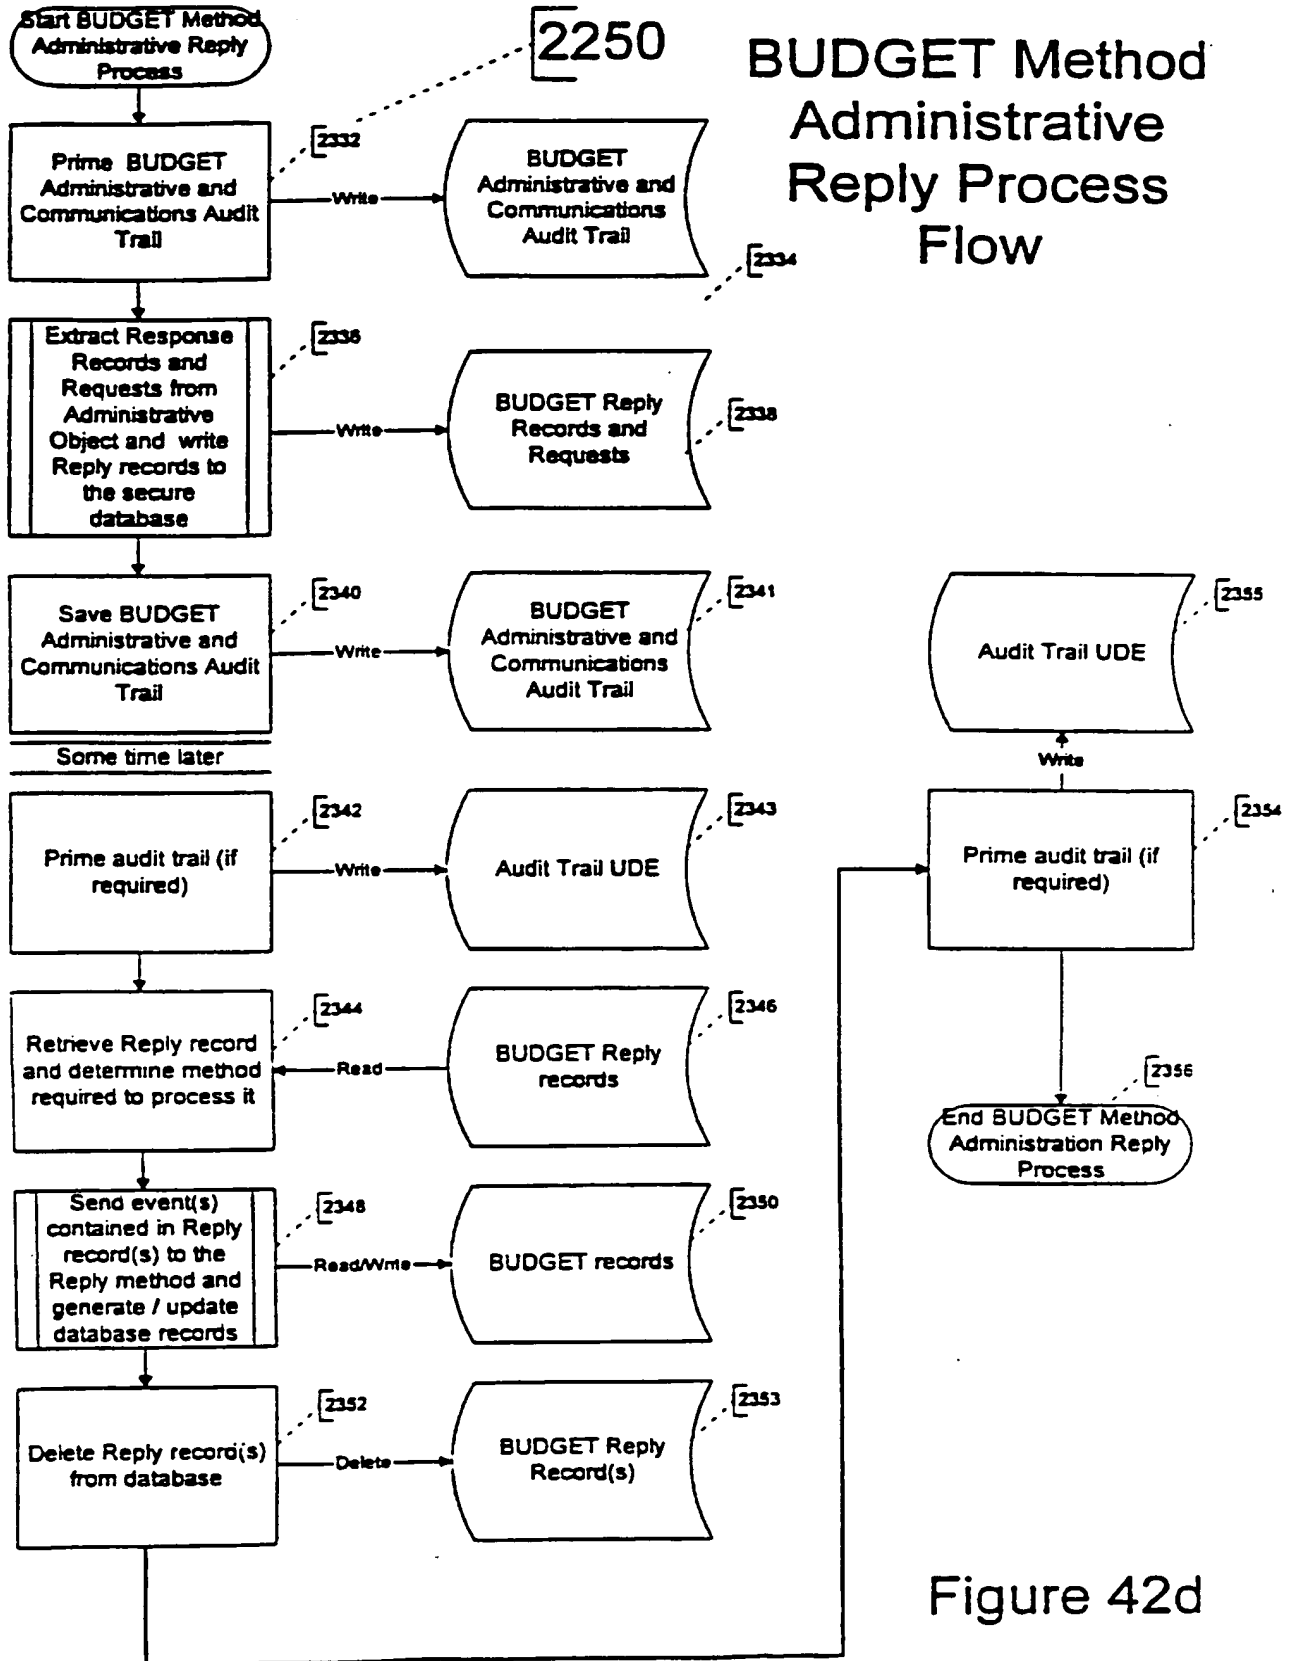 Start BUDGET Method
Administrative Reply
Process
2250
BUDGET Method
Administrative
Reply Process
Flow
2332
Prime BUDGET
Administrative and
Communications Audit
Trail
Write
BUDGET
Administrative and
Communications
Audit Trail
2334
Extract Response
Records and
Requests from
Administrative
Object and write
Reply records to
the secure
database
2336
Write
BUDGET Reply
Records and
Requests
2338
Save BUDGET
Administrative and
Communications Audit
Trail
2340
Write
BUDGET
Administrative and
Communications
Audit Trail
2341
Some time later
Prime audit trail (if
required)
2342
Write
Audit Trail UDE
2343
Retrieve Reply record
and determine method
required to process it
2344
Read
BUDGET Reply
records
2346
Send event(s)
contained in Reply
record(s) to the
Reply method and
generate / update
database records
2348
Read/Write
BUDGET records
2350
Delete Reply record(s)
from database
2352
Delete
BUDGET Reply
Record(s)
2353
Audit Trail UDE
2355
Write
Prime audit trail (if
required)
2354
2356
End BUDGET Method
Administration Reply
Process
Figure 42d